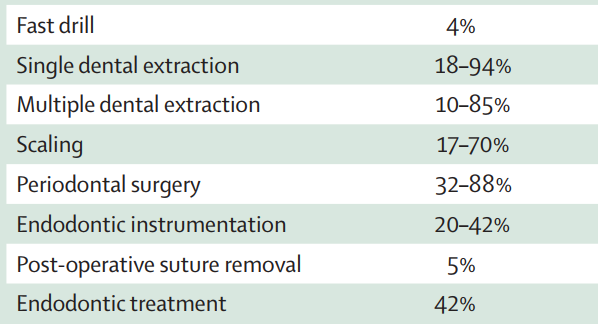 Fast drill 4%
Single dental extraction 18–94%
Multiple dental extraction 10–85%
Scaling 17–70%
Periodontal surgery 32–88%
Endodontic instrumentation 20–42%
Post-operative suture removal 5%
Endodontic treatment 42%